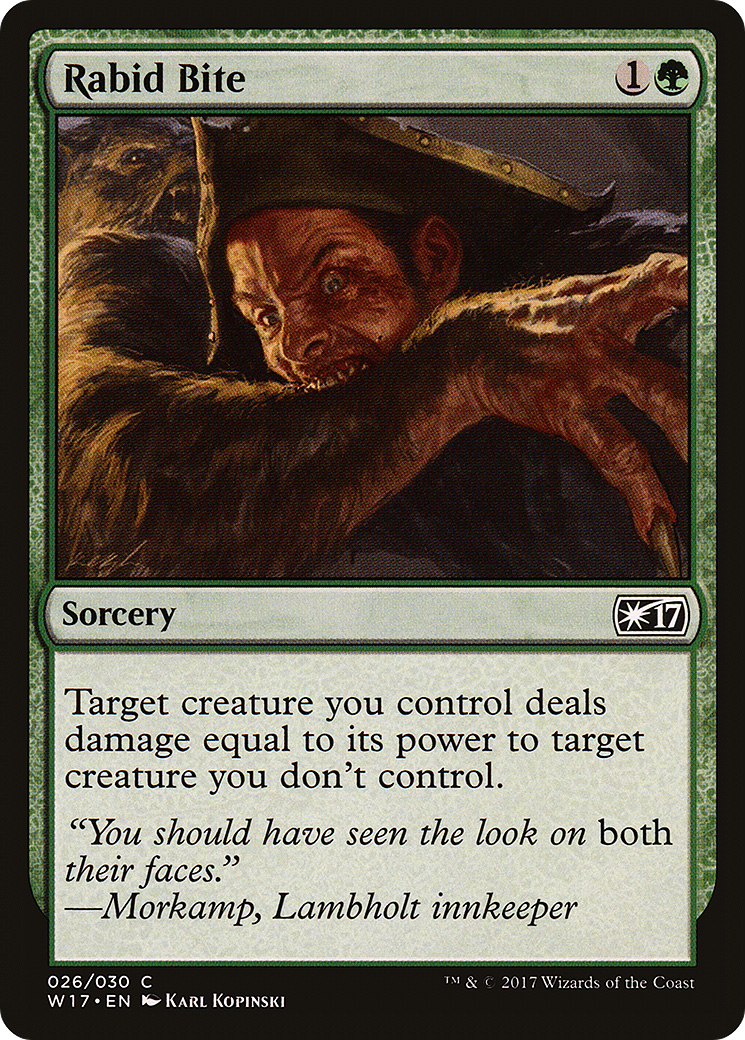 Rabid Bite 1
Sorcery 17
Target creature you control deals
damage equal to its power to target
creature you don't control.
“You should have seen the look on both
their faces.”
—Morkamp, Lambholt innkeeper
026/030 C ™ & © 2017 Wizards of the Coast
W17 • EN Karl Kopinski